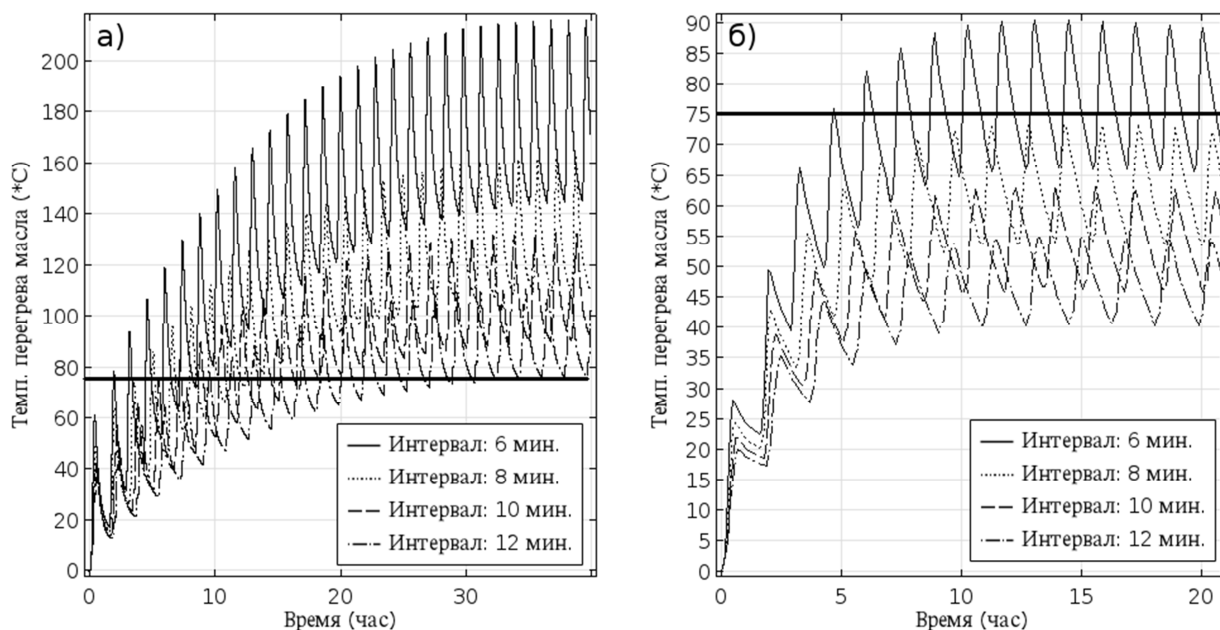 а)
Темп. перегрева масла (*C)
200
180
160
140
120
100
80
60
40
20
0
0
10
20
30
Время (час)
Интервал: 6 мин.
Интервал: 8 мин.
Интервал: 10 мин.
Интервал: 12 мин.
б)
Темп. перегрева масла (*C)
90
85
80
75
70
65
60
55
50
45
40
35
30
25
20
15
10
5
0
0
5
10
15
20
Время (час)
Интервал: 6 мин.
Интервал: 8 мин.
Интервал: 10 мин.
Интервал: 12 мин.